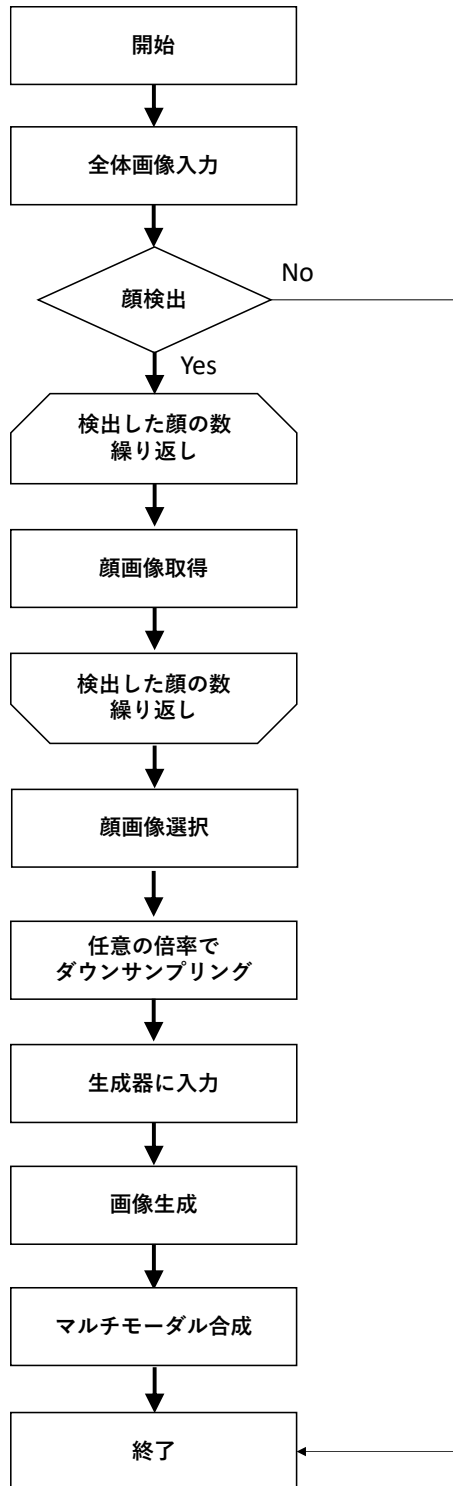 開始
全体画像入力
顔検出
No
Yes
検出した顔の数
繰り返し
顔画像取得
検出した顔の数
繰り返し
顔画像選択
任意の倍率で
ダウンサンプリング
生成器に入力
画像生成
マルチモーダル合成
終了